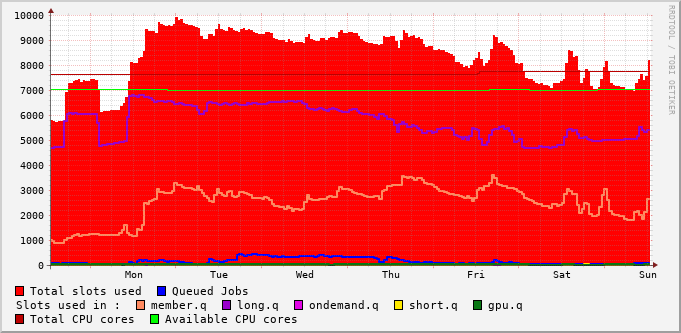 10000
9000
8000
7000
6000
5000
4000
3000
2000
1000
0
Mon Tue Wed Thu Fri Sat Sun
Total slots used Queued Jobs
Slots used in : member.q long.q ondemand.q short.q gpu.q
Total CPU cores Available CPU cores
RRDTOOL / TOBI OETIKER